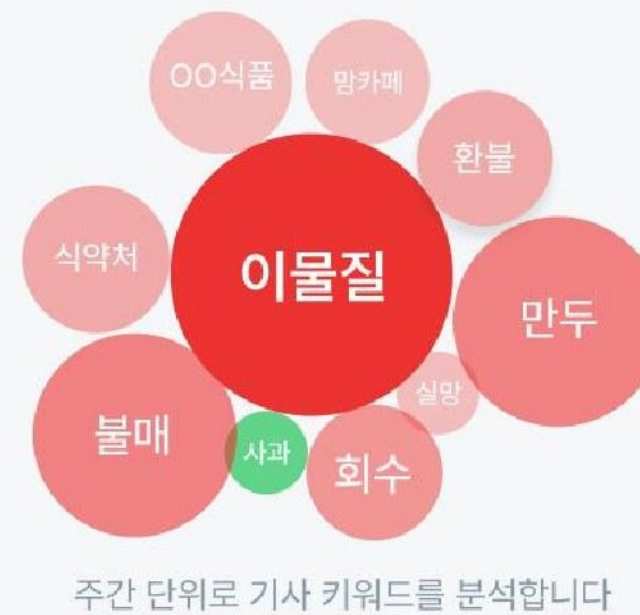 OO식품
맘카페
환불
식약처
이물질
만두
실망
불매
사과
회수
주간 단위로 기사 키워드를 분석합니다